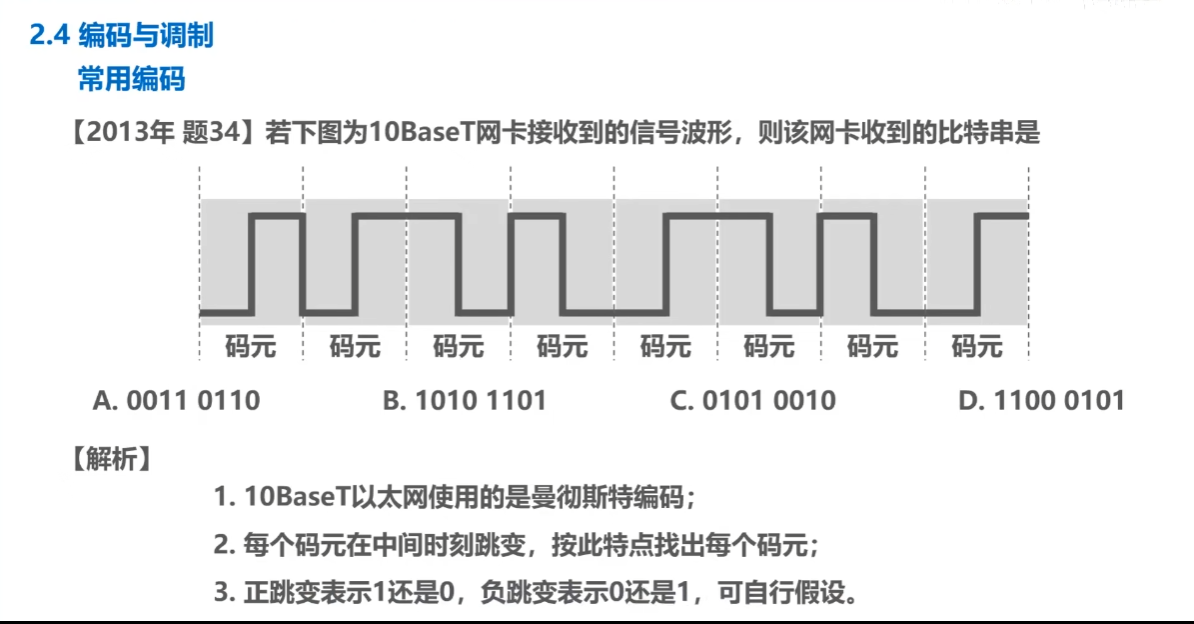 2.4 编码与调制
常用编码
【2013年 题34】若下图为10BaseT网卡接收到的信号波形，则该网卡收到的比特串是
码元 码元 码元 码元 码元 码元 码元 码元
A. 0011 0110 B. 1010 1101 C. 0101 0010 D. 1100 0101
【解析】
1. 10BaseT以太网使用的是曼彻斯特编码；
2. 每个码元在中间时刻跳变，按此特点找出每个码元；
3. 正跳变表示1还是0，负跳变表示0还是1，可自行假设。